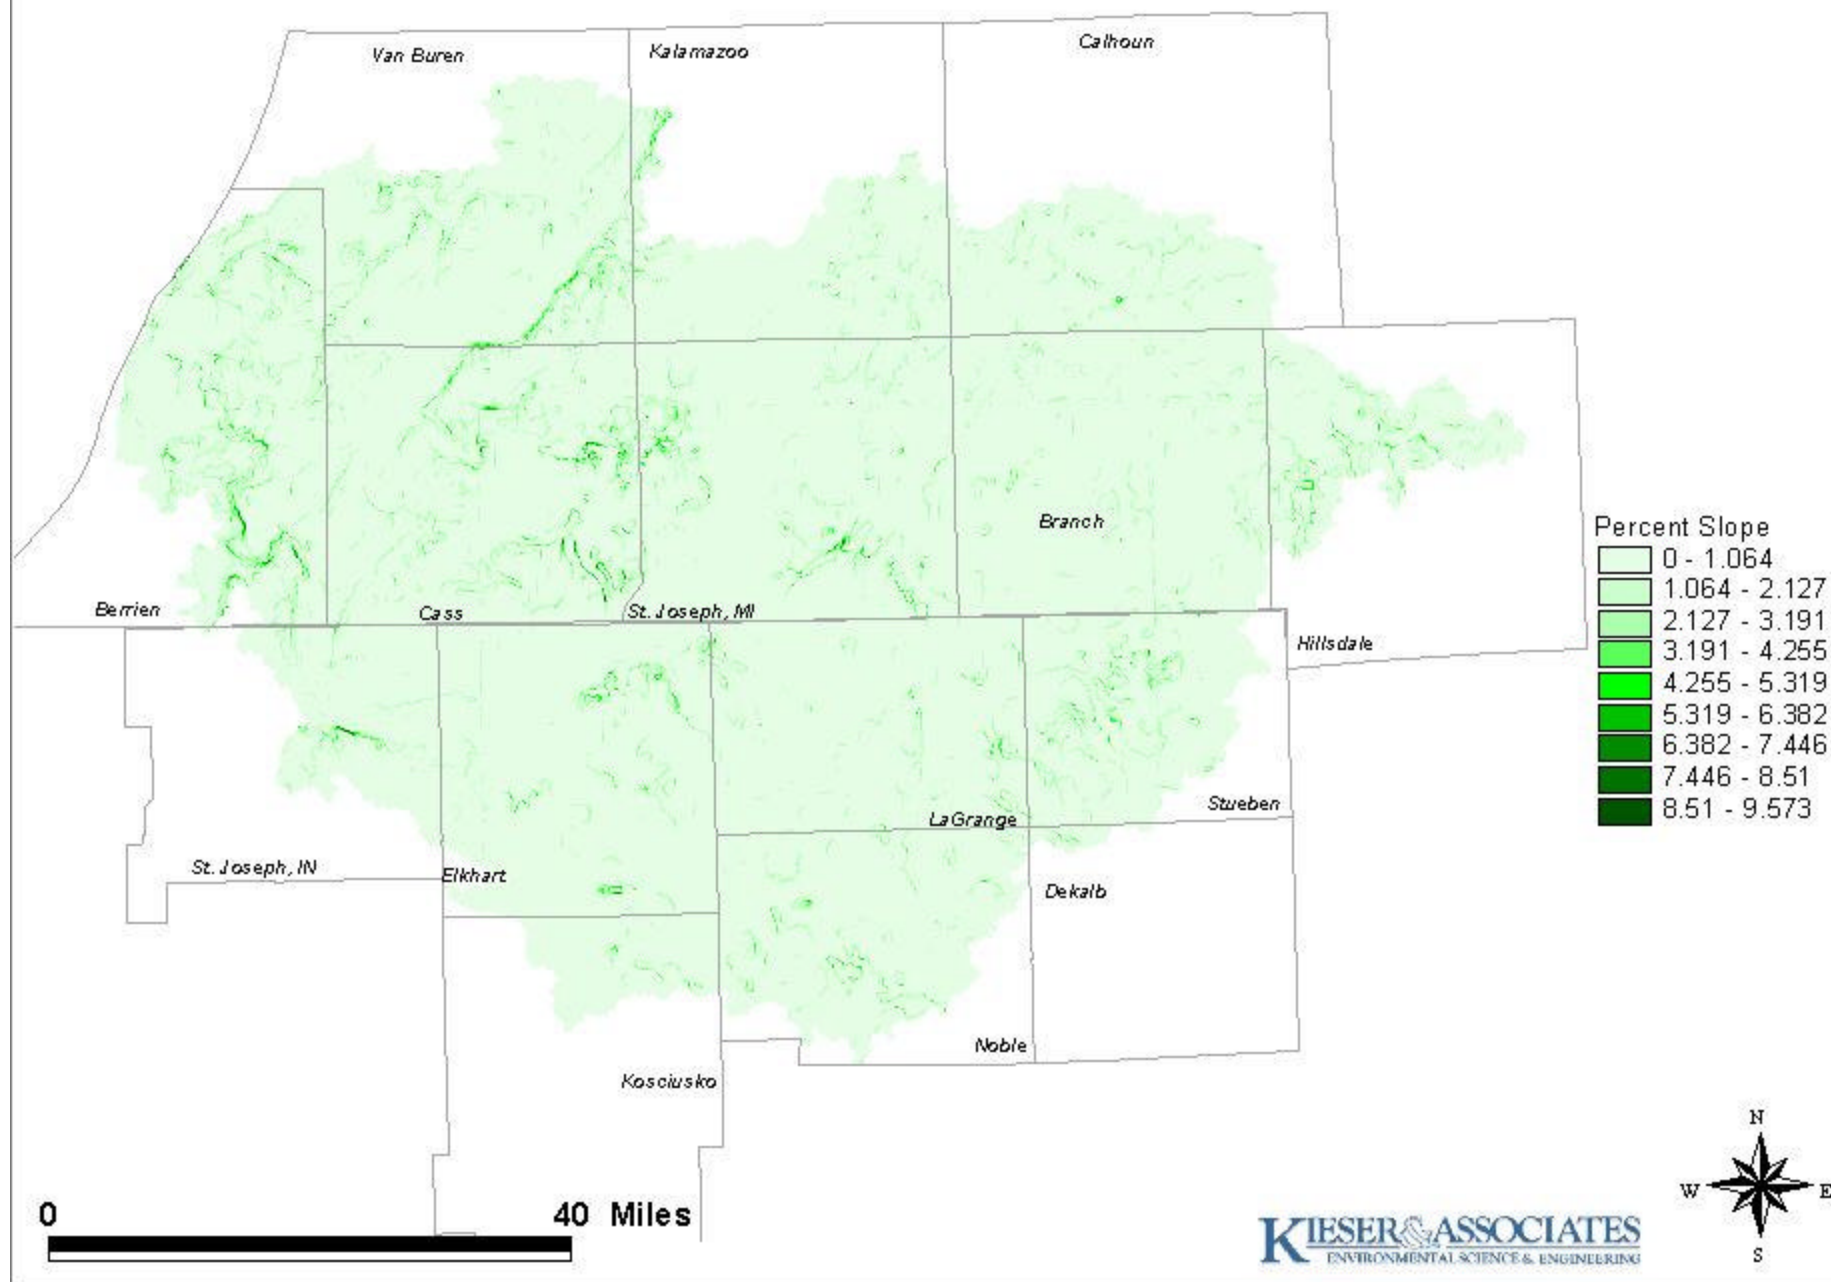 Van Buren
Kalamazoo
Calhoun
Branch
Berrien
Cass
St. Joseph, MI
Hillsdale
Stueben
LaGrange
St. Joseph, IN
Elkhart
Dekalb
Noble
Kosciusko
Percent Slope
0 - 1.064
1.064 - 2.127
2.127 - 3.191
3.191 - 4.255
4.255 - 5.319
5.319 - 6.382
6.382 - 7.446
7.446 - 8.51
8.51 - 9.573
0 40 Miles
KIESER & ASSOCIATES
ENVIRONMENTAL SCIENCE & ENGINEERING
N
W E
S